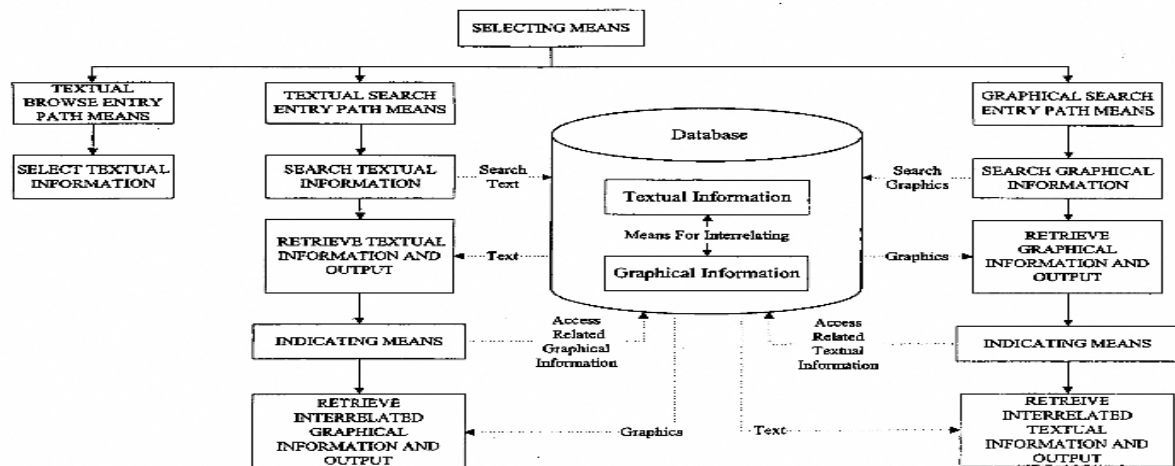 SELECTING MEANS
TEXTUAL
BROWSE ENTRY
PATH MEANS
TEXTUAL SEARCH
ENTRY PATH MEANS
GRAPHICAL SEARCH
ENTRY PATH MEANS
Database
SELECT TEXTUAL
INFORMATION
SEARCH TEXTUAL
INFORMATION
Search
Text
Search
Graphics
SEARCH GRAPHICAL
INFORMATION
Textual Information
Means For Interrelating
Graphical Information
RETRIEVE TEXTUAL
INFORMATION AND
OUTPUT
Text
Graphics
RETRIEVE
GRAPHICAL
INFORMATION AND
OUTPUT
INDICATING MEANS
Access
Related
Graphical
Information
Access
Related
Textual
Information
INDICATING MEANS
RETRIEVE
INTERRELATED
GRAPHICAL
INFORMATION AND
OUTPUT
Graphics
Text
RETREIVE
INTERRELATED
TEXTUAL
INFORMATION AND
OUTPUT